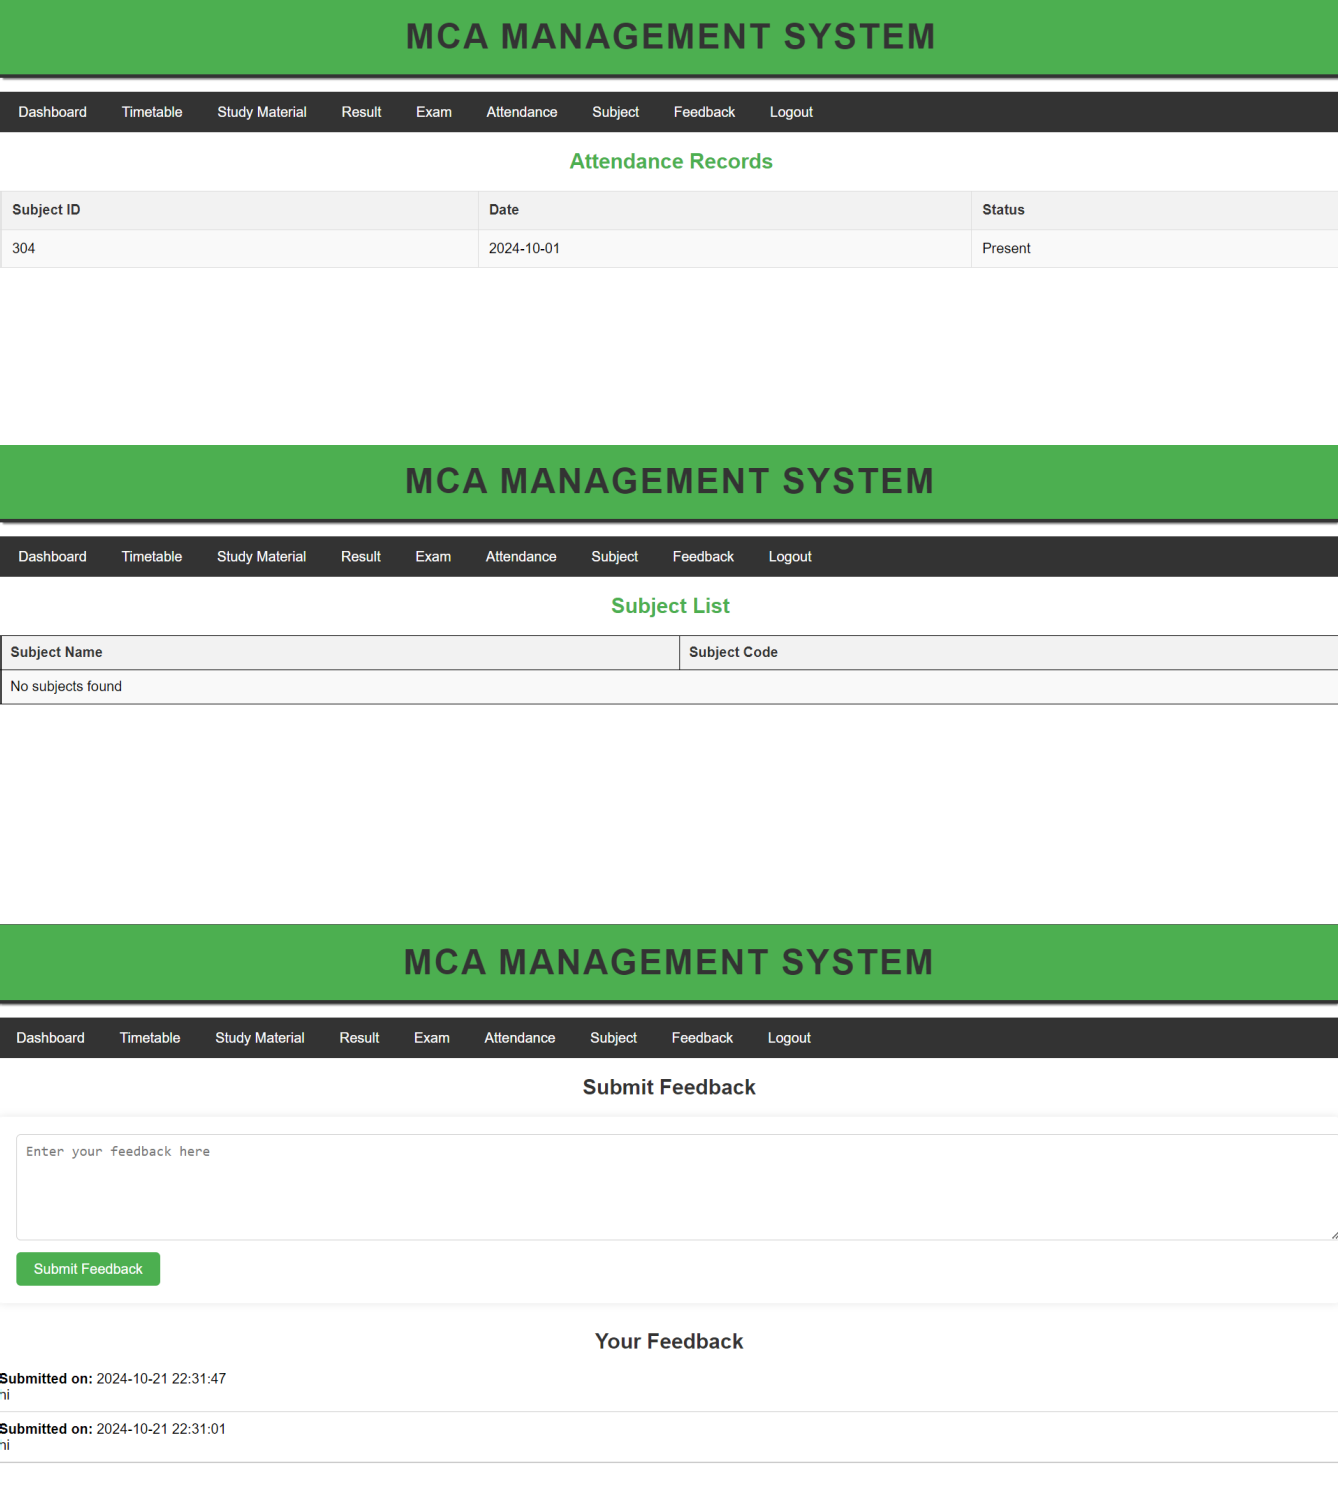 MCA MANAGEMENT SYSTEM
Dashboard Timetable Study Material Result Exam Attendance Subject Feedback Logout
Attendance Records
Subject ID Date Status
304 2024-10-01 Present
MCA MANAGEMENT SYSTEM
Dashboard Timetable Study Material Result Exam Attendance Subject Feedback Logout
Subject List
Subject Name Subject Code
No subjects found
MCA MANAGEMENT SYSTEM
Dashboard Timetable Study Material Result Exam Attendance Subject Feedback Logout
Submit Feedback
Enter your feedback here
Submit Feedback
Your Feedback
Submitted on: 2024-10-21 22:31:47
hi
Submitted on: 2024-10-21 22:31:01
hi